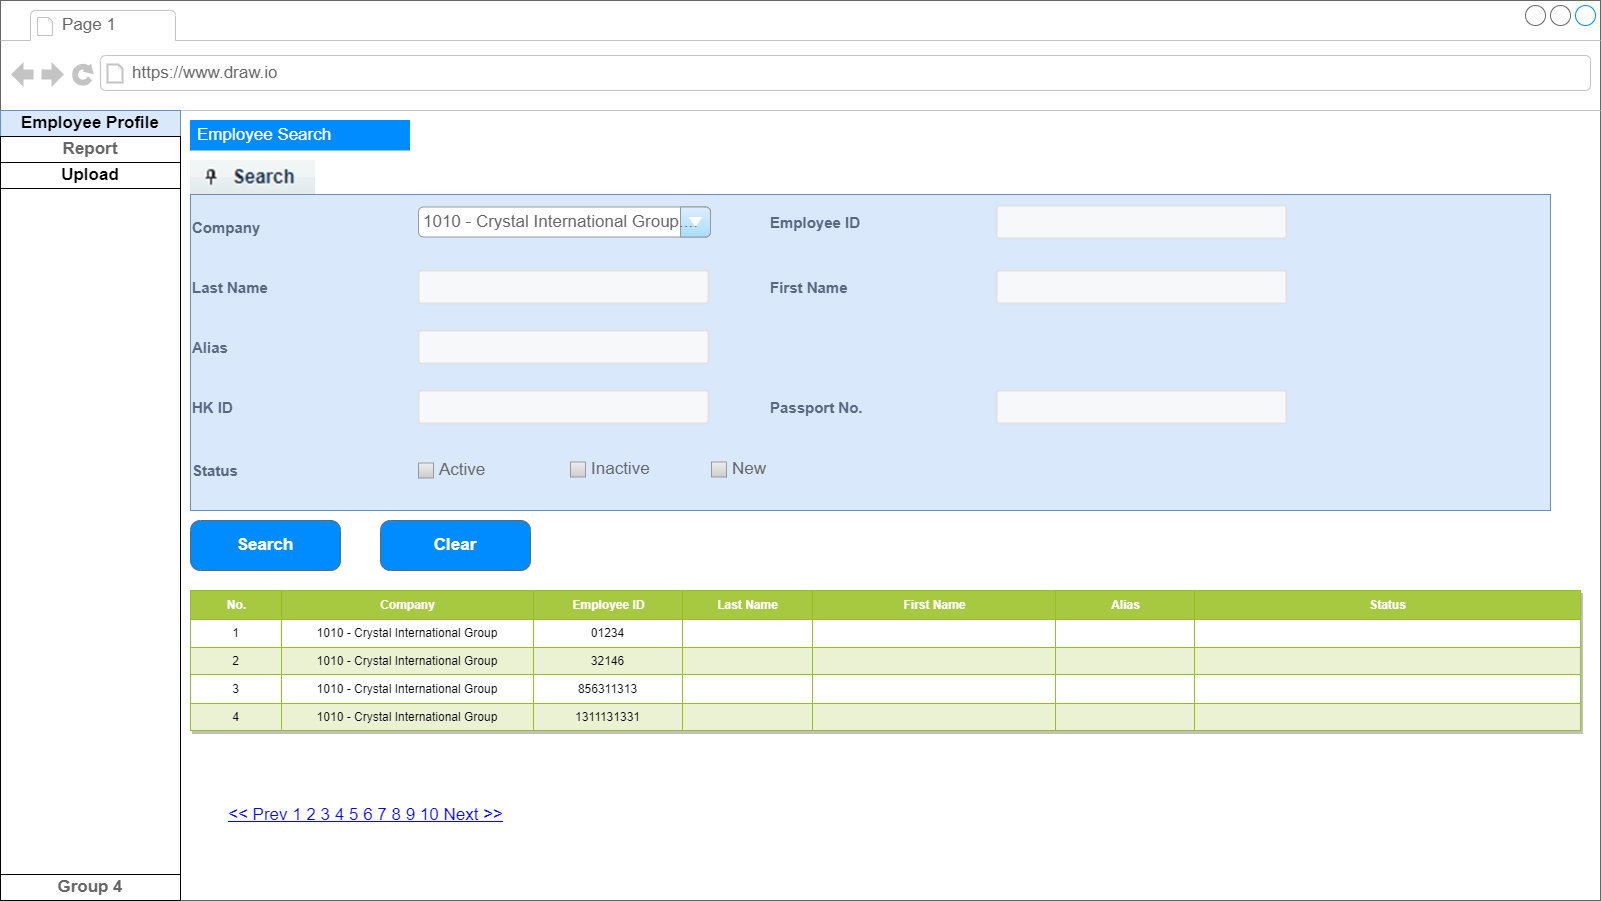 Page 1
https://www.draw.io
Employee Profile
Report
Upload
Group 4
Employee Search
Search
Company 1010 - Crystal International Group.... Employee ID
Last Name First Name
Alias
HK ID Passport No.
Status Active Inactive New
Search Clear
No. Company Employee ID Last Name First Name Alias Status
1 1010 - Crystal International Group 01234
2 1010 - Crystal International Group 32146
3 1010 - Crystal International Group 856311313
4 1010 - Crystal International Group 1311131331
<< Prev 1 2 3 4 5 6 7 8 9 10 Next >>